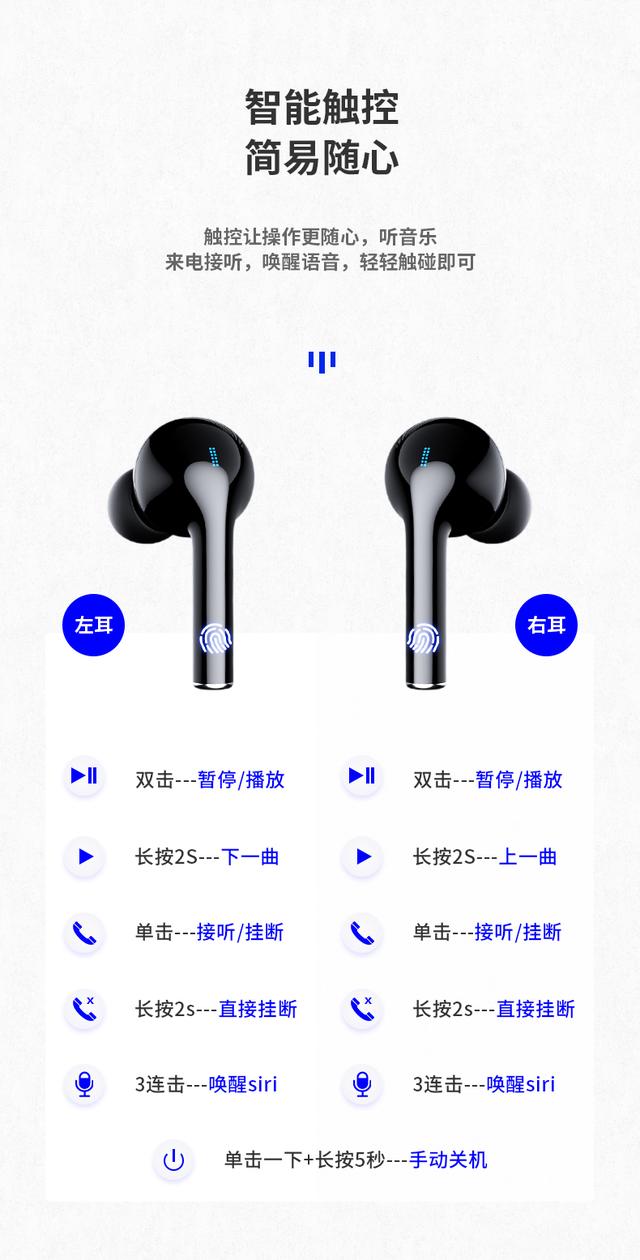 智能触控
简易随心
触控让操作更随心，听音乐
来电接听，唤醒语音，轻轻触碰即可
左耳
右耳
双击---暂停/播放
双击---暂停/播放
长按2S---下一曲
长按2S---上一曲
单击---接听/挂断
单击---接听/挂断
长按2s---直接挂断
长按2s---直接挂断
3连击---唤醒siri
3连击---唤醒siri
单击一下+长按5秒---手动关机